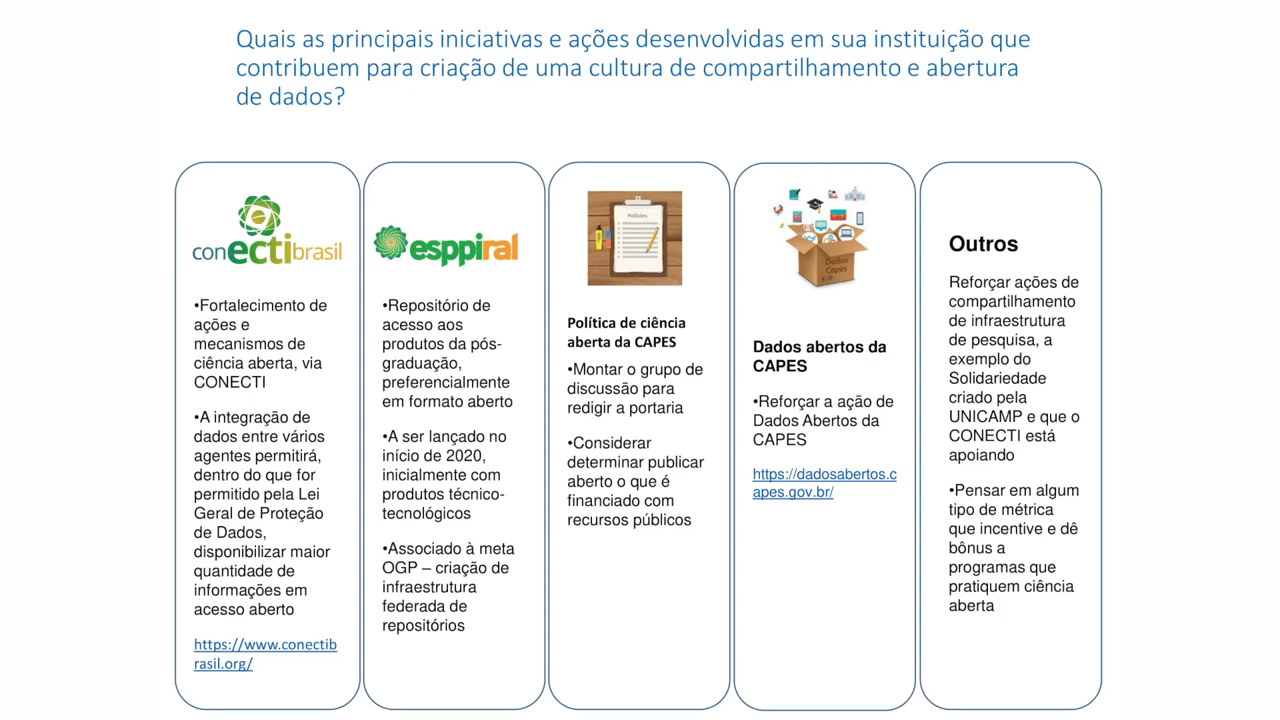 Quais as principais iniciativas e ações desenvolvidas em sua instituição que
contribuem para criação de uma cultura de compartilhamento e abertura
de dados?
conectibrasil
•Fortalecimento de
ações e
mecanismos de
ciência aberta, via
CONECTI
•A integração de
dados entre vários
agentes permitirá,
dentro do que for
permitido pela Lei
Geral de Proteção
de Dados,
disponibilizar maior
quantidade de
informações em
acesso aberto
https://www.conectib
rasil.org/
esppiral
•Repositório de
acesso aos
produtos da pós-
graduação,
preferencialmente
em formato aberto
•A ser lançado no
início de 2020,
inicialmente com
produtos técnico-
tecnológicos
•Associado à meta
OGP – criação de
infraestrutura
federada de
repositórios
Policies
Política de ciência
aberta da CAPES
•Montar o grupo de
discussão para
redigir a portaria
•Considerar
determinar publicar
aberto o que é
financiado com
recursos públicos
Dados
Capes
Dados abertos da
CAPES
•Reforçar a ação de
Dados Abertos da
CAPES
https://dadosabertos.c
apes.gov.br/
Outros
Reforçar ações de
compartilhamento
de infraestrutura
de pesquisa, a
exemplo do
Solidariedade
criado pela
UNICAMP e que o
CONECTI está
apoiando
•Pensar em algum
tipo de métrica
que incentive e dê
bônus a
programas que
pratiquem ciência
aberta